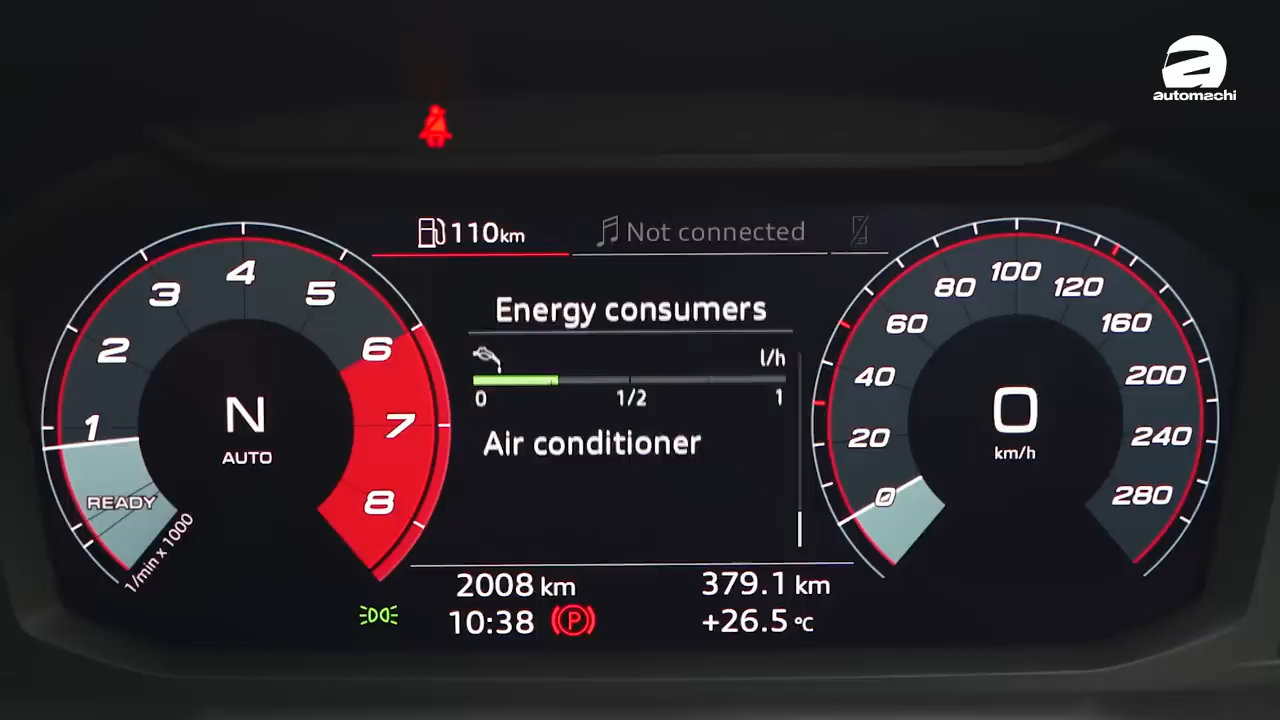 automachi
110 km
Not connected
Energy consumers
l/h
0 1/2 1
Air conditioner
1 2 3 4 5 6 7 8
READY
1/min x 1000
N
AUTO
0 20 40 60 80 100 120 160 200 240 280
0
km/h
2008 km
379.1 km
10:38
P
+26.5 °C